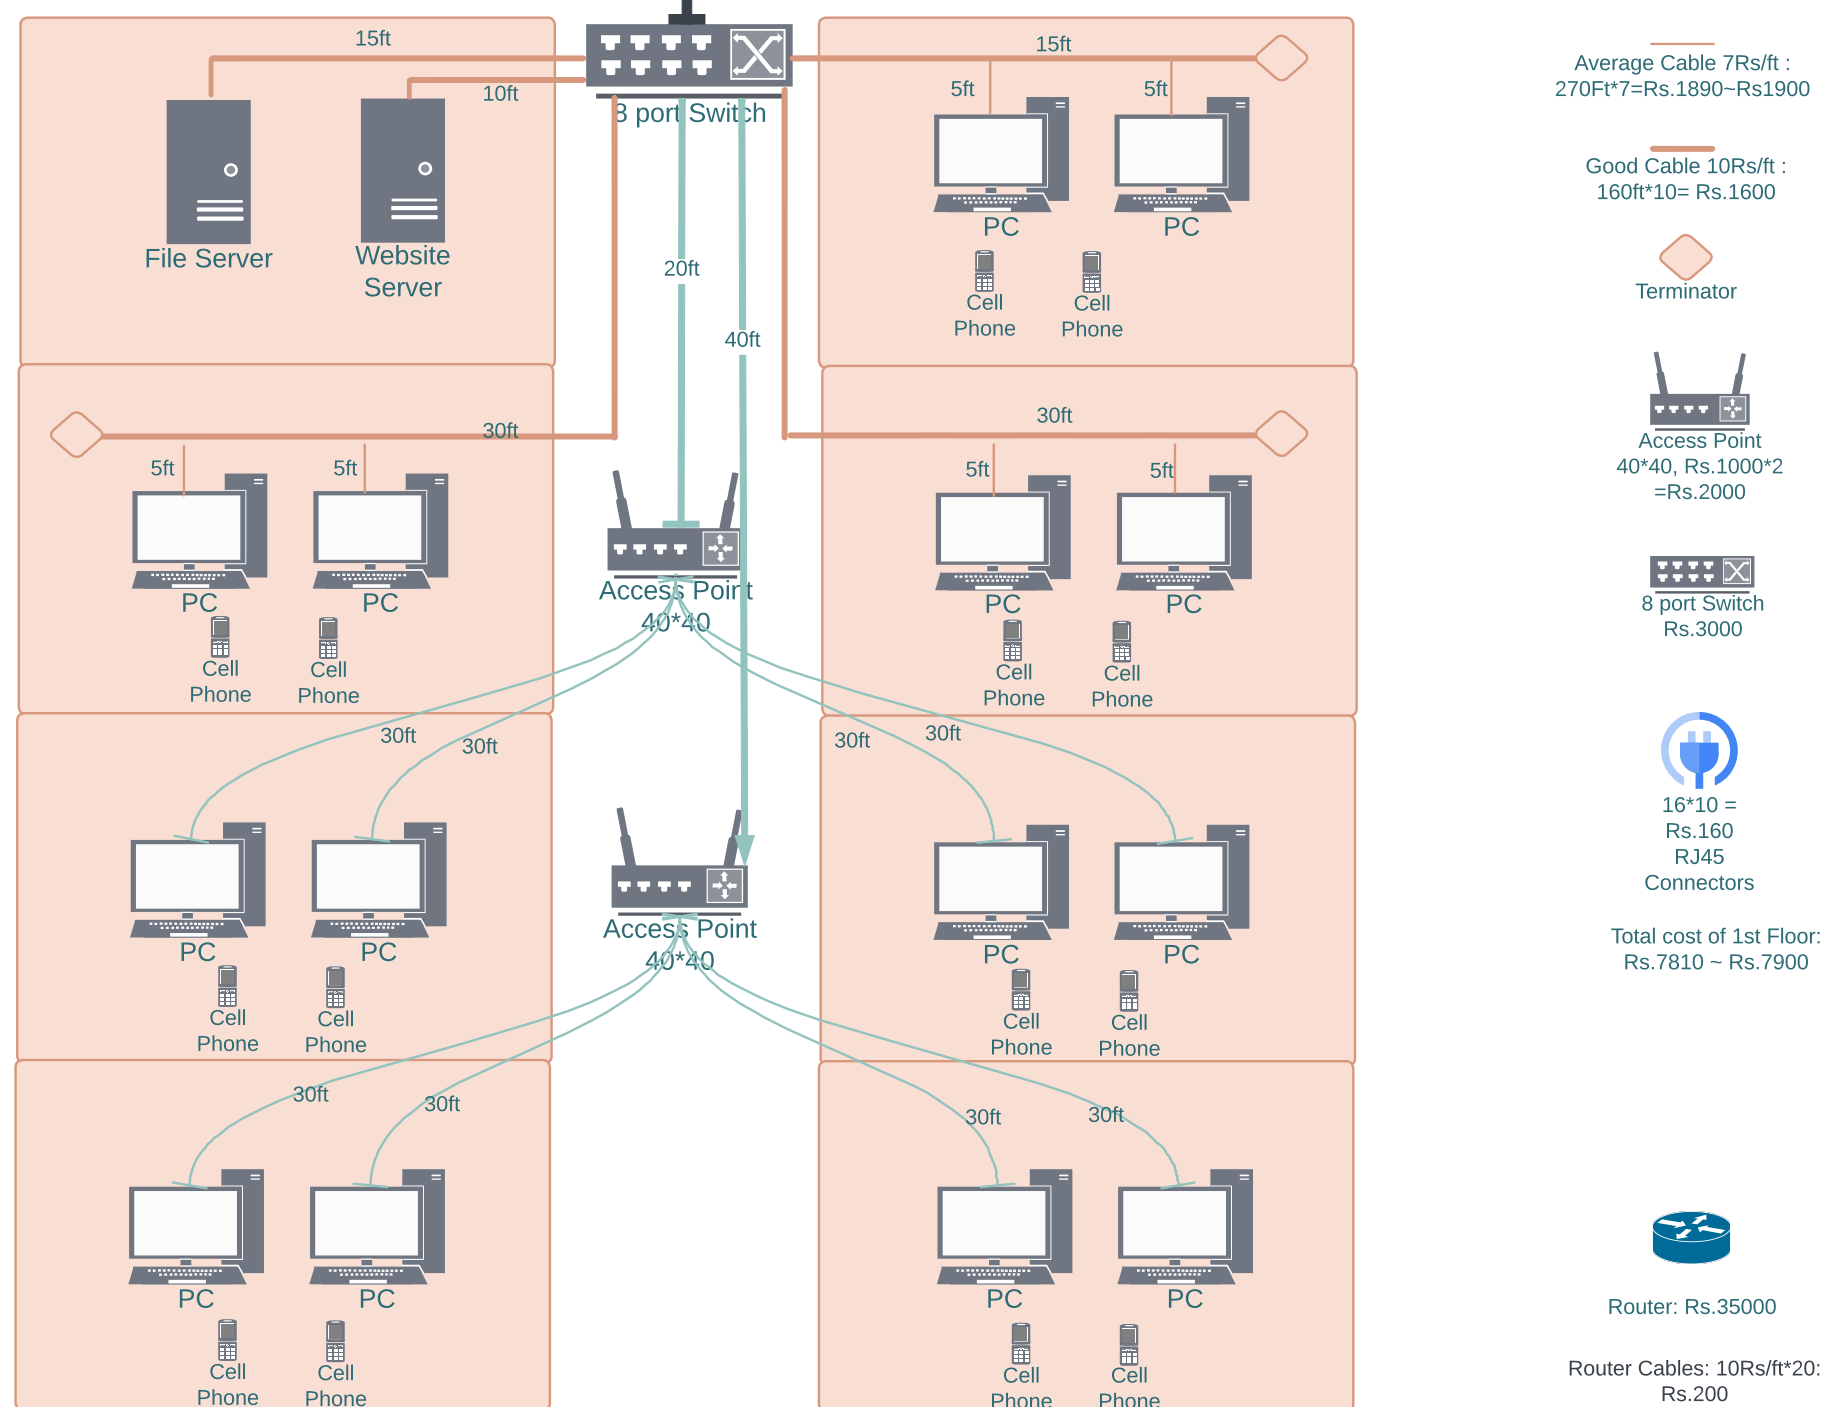 15ft
10ft
File Server
Website
Server
8 port Switch
20ft
40ft
15ft
5ft
5ft
PC
PC
Cell
Phone
Cell
Phone
30ft
5ft
5ft
PC
PC
Cell
Phone
Cell
Phone
Access Point
40*40
30ft
5ft
5ft
PC
PC
Cell
Phone
Cell
Phone
30ft
30ft
PC
PC
Cell
Phone
Cell
Phone
Access Point
40*40
30ft
30ft
PC
PC
Cell
Phone
Cell
Phone
30ft
30ft
PC
PC
Cell
Phone
Cell
Phone
30ft
30ft
PC
PC
Cell
Phone
Cell
Phone
Average Cable 7Rs/ft :
270Ft*7=Rs.1890~Rs1900
Good Cable 10Rs/ft :
160ft*10= Rs.1600
Terminator
Access Point
40*40, Rs.1000*2
=Rs.2000
8 port Switch
Rs.3000
16*10 =
Rs.160
RJ45
Connectors
Total cost of 1st Floor:
Rs.7810 ~ Rs.7900
Router: Rs.35000
Router Cables: 10Rs/ft*20:
Rs.200